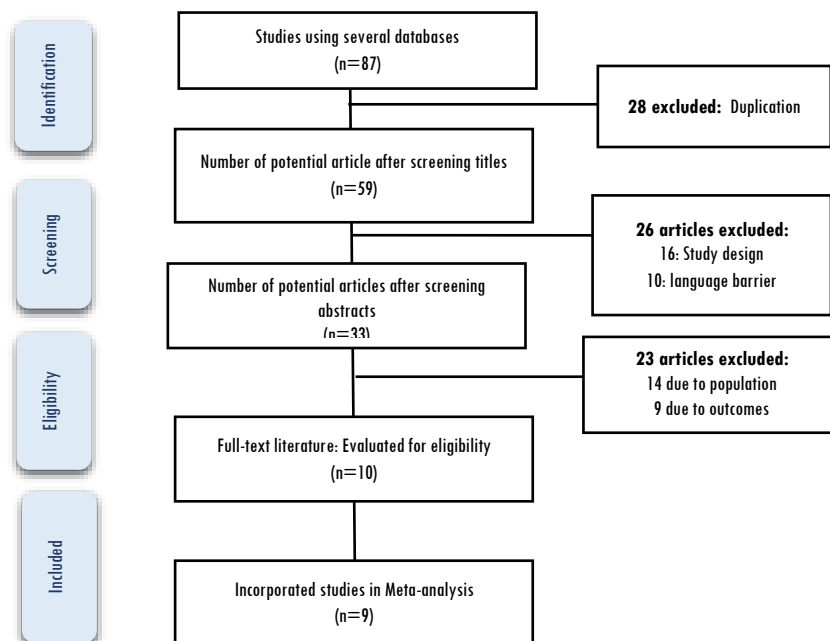 Identification
Studies using several databases
(n=87)
28 excluded: Duplication
Number of potential article after screening titles
(n=59)
Screening
26 articles excluded:
16: Study design
10: language barrier
Number of potential articles after screening
abstracts
(n=33)
Eligibility
23 articles excluded:
14 due to population
9 due to outcomes
Full-text literature: Evaluated for eligibility
(n=10)
Included
Incorporated studies in Meta-analysis
(n=9)